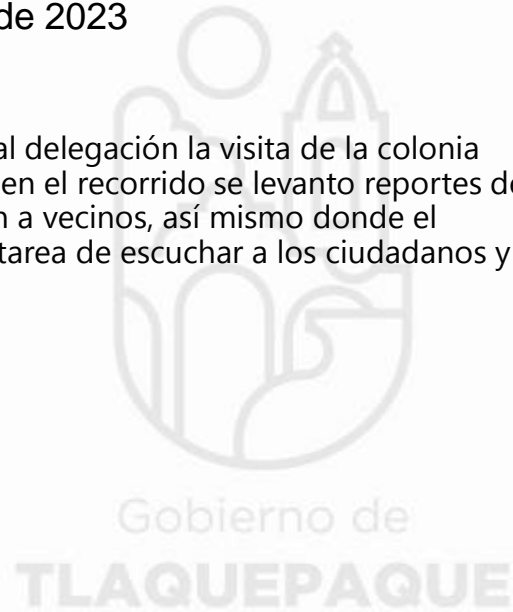 de 2023
al delegación la visita de la colonia
en el recorrido se levanto reportes de
a vecinos, así mismo donde el
tarea de escuchar a los ciudadanos y
Gobierno de
TLAQUEPAQUE